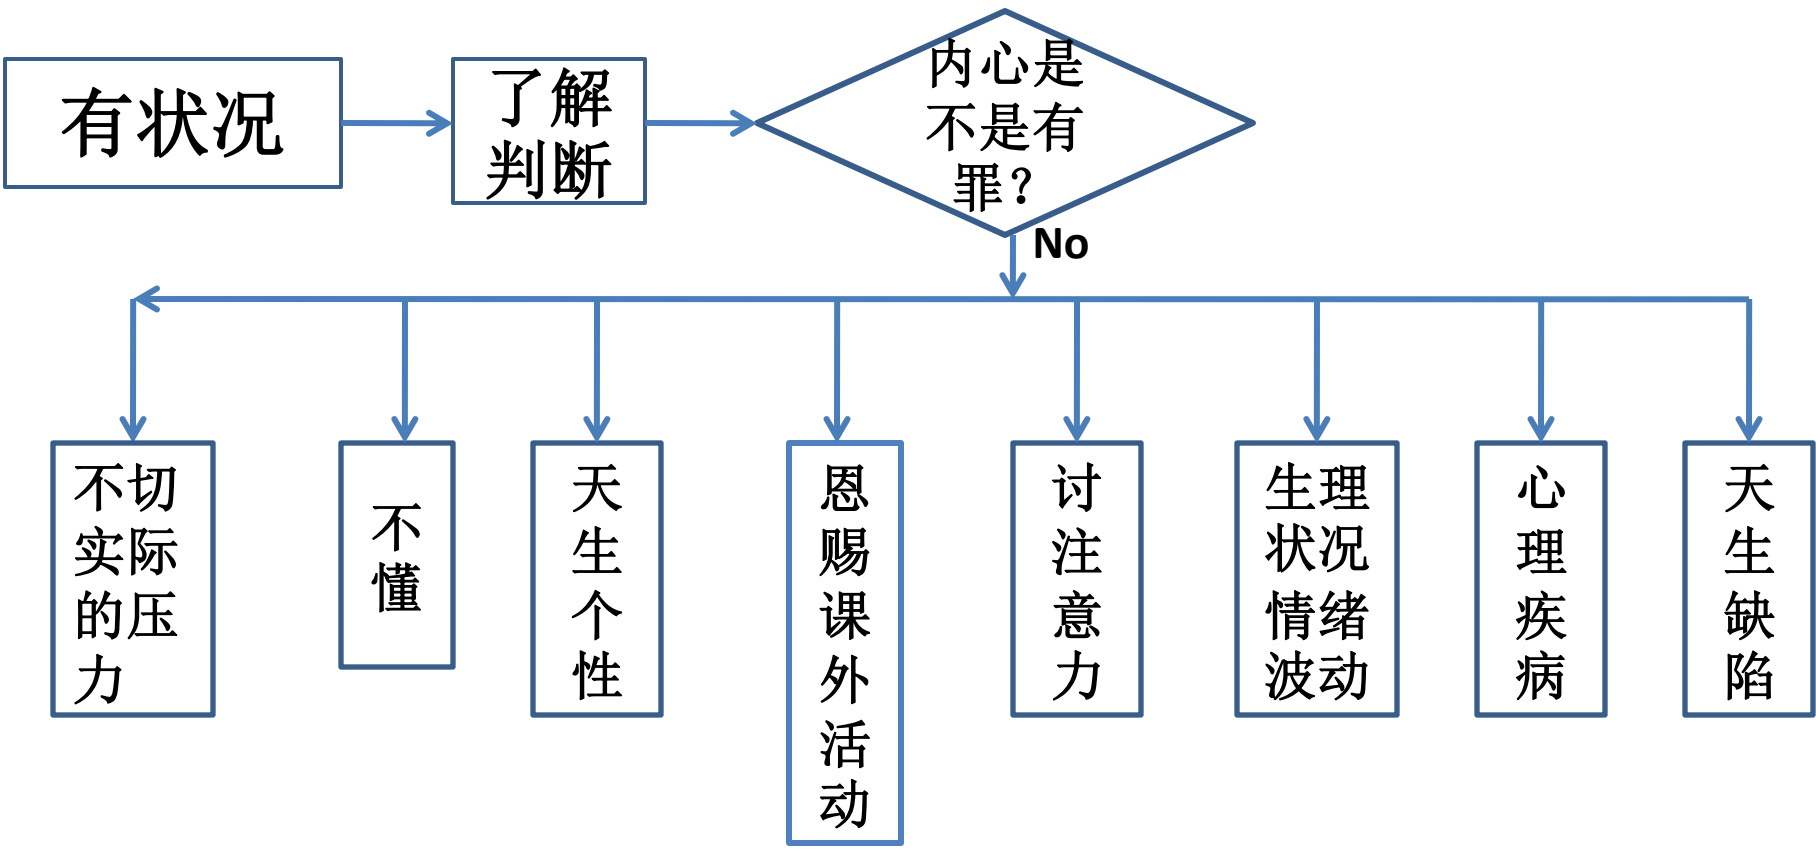 有状况
了解
判断
内心是
不是有
罪？
No
不切
实际
的压
力
不
懂
天
生
个
性
恩
赐
课
外
活
动
讨
注
意
力
生理
状况
情绪
波动
心
理
疾
病
天
生
缺
陷